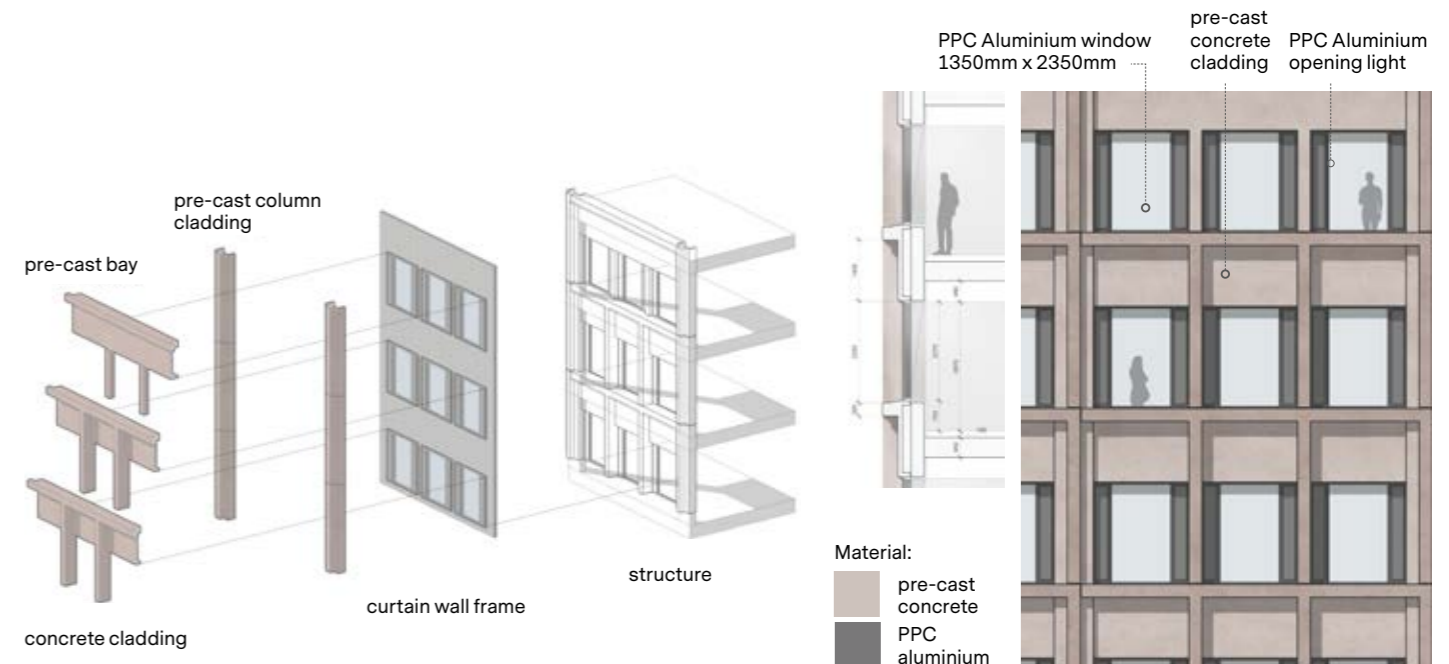 pre-cast
concrete
cladding
PPC Aluminium window
1350mm x 2350mm
PPC Aluminium
opening light
pre-cast column
cladding
pre-cast bay
structure
curtain wall frame
concrete cladding
Material:
pre-cast
concrete
PPC
aluminium